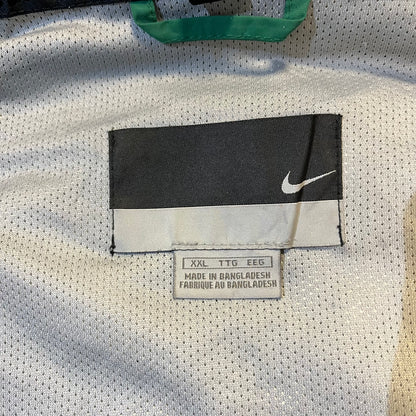 XXL TTG EEG
MADE IN BANGLADESH
FABRIQUE AU BANGLADESH